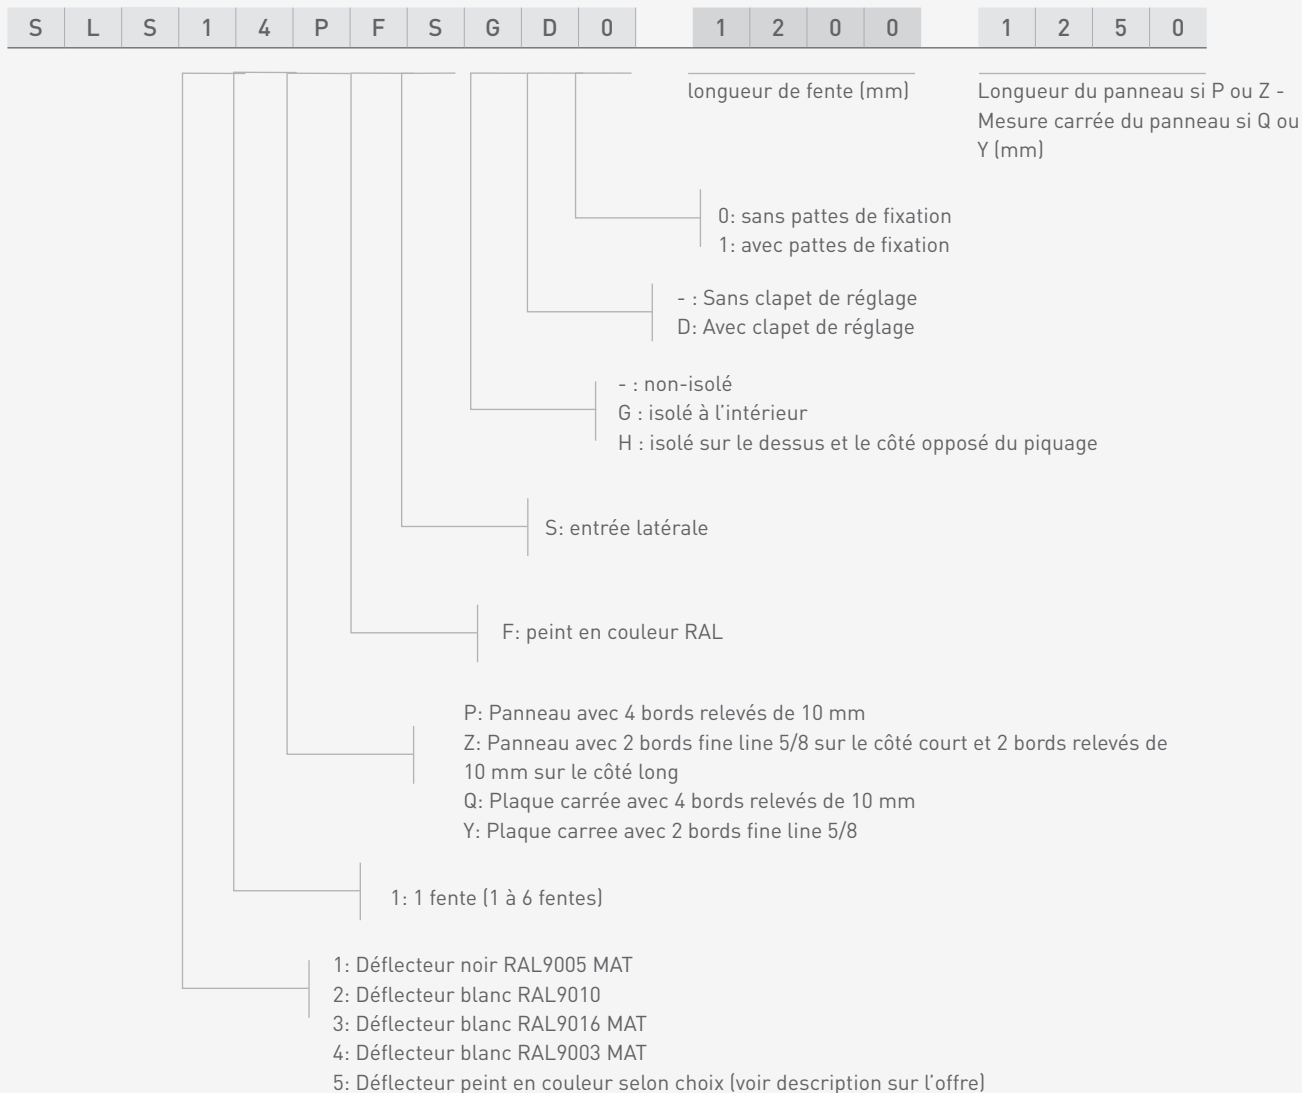 S L S 1 4 P F S G D 0 1 2 0 0 1 2 5 0
longueur de fente (mm)
Longueur du panneau si P ou Z -
Mesure carrée du panneau si Q ou
Y (mm)
0: sans pattes de fixation
1: avec pattes de fixation
- : Sans clapet de réglage
D: Avec clapet de réglage
- : non-isolé
G : isolé à l'intérieur
H : isolé sur le dessus et le côté opposé du piquage
S: entrée latérale
F: peint en couleur RAL
P: Panneau avec 4 bords relevés de 10 mm
Z: Panneau avec 2 bords fine line 5/8 sur le côté court et 2 bords relevés de
10 mm sur le côté long
Q: Plaque carrée avec 4 bords relevés de 10 mm
Y: Plaque carree avec 2 bords fine line 5/8
1: 1 fente (1 à 6 fentes)
1: Déflecteur noir RAL9005 MAT
2: Déflecteur blanc RAL9010
3: Déflecteur blanc RAL9016 MAT
4: Déflecteur blanc RAL9003 MAT
5: Déflecteur peint en couleur selon choix (voir description sur l'offre)